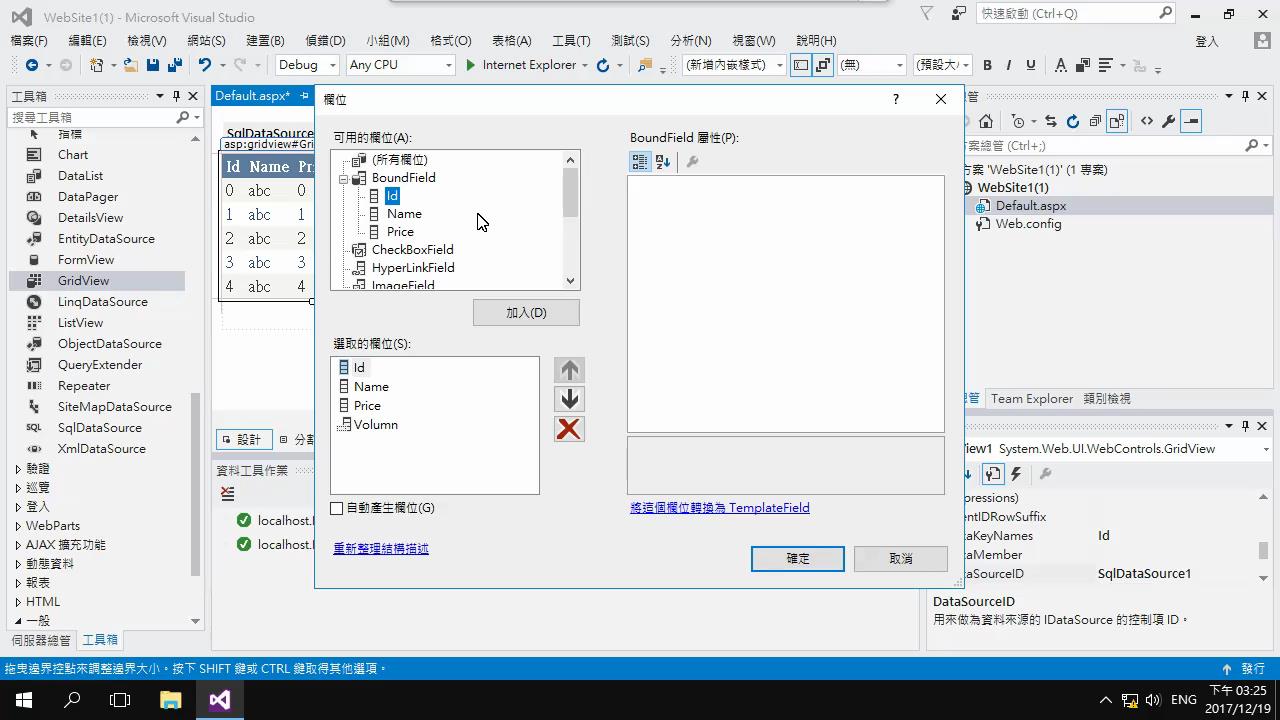 WebSite1(1) - Microsoft Visual Studio
快速啟動 (Ctrl+Q)
檔案(F) 編輯(E) 檢視(V) 網站(S) 建置(B) 偵錯(D) 小組(M) 格式(O) 表格(A) 工具(T) 測試(S) 分析(N) 視窗(W) 說明(H) 登入
Debug Any CPU Internet Explorer (新增內嵌樣式) (無) (預設大 B I U A
工具箱
搜尋工具箱
指標
Chart
DataList
DataPager
DetailsView
EntityDataSource
FormView
GridView
LinqDataSource
ListView
ObjectDataSource
QueryExtender
Repeater
SiteMapDataSource
SQL SqlDataSource
XmlDataSource
驗證
巡覽
登入
WebParts
AJAX 擴充功能
動態資料
報表
HTML
一般
伺服器總管 工具箱
Default.aspx*
SqlDataSource
asp:gridview#Gri
Id Name Pri
0 abc 0
1 abc 1
2 abc 2
3 abc 3
4 abc 4
設計 分割
資料工具作業
localhost.
localhost.
欄位 ?
可用的欄位(A):
(所有欄位)
BoundField
Id
Name
Price
CheckBoxField
HyperLinkField
ImageField
加入(D)
選取的欄位(S):
Id
Name
Price
Volumn
自動產生欄位(G)
重新整理結構描述
BoundField 屬性(P):
將這個欄位轉換為 TemplateField
確定 取消
總管
方案總管 (Ctrl+;)
方案 'WebSite1(1)' (1 專案)
WebSite1(1)
Default.aspx
Web.config
總管 Team Explorer 類別檢視
View1 System.Web.UI.WebControls.GridView
pressions)
entIDRowSuffix
aKeyNames Id
aMember
aSourceID SqlDataSource1
DataSourceID
用來做為資料來源的 IDataSource 的控制項 ID。
拖曳邊界控點來調整邊界大小。按下 SHIFT 鍵或 CTRL 鍵取得其他選項。 發行
ENG 下午 03:25
2017/12/19